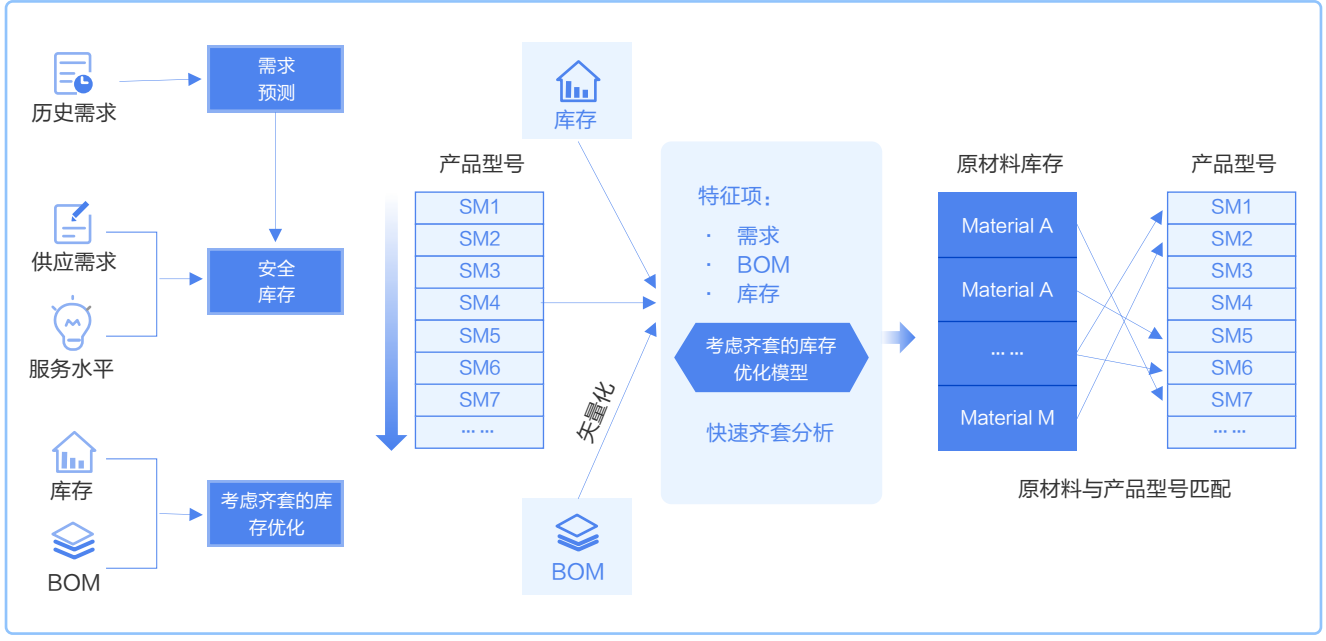 历史需求
需求
预测
供应需求
服务水平
安全
库存
库存
BOM
考虑齐套的库
存优化
产品型号
SM1
SM2
SM3
SM4
SM5
SM6
SM7
... ...
库存
矢量化
BOM
特征项：
· 需求
· BOM
· 库存
考虑齐套的库存
优化模型
快速齐套分析
原材料库存
Material A
Material A
... ...
Material M
产品型号
SM1
SM2
SM3
SM4
SM5
SM6
SM7
... ...
原材料与产品型号匹配